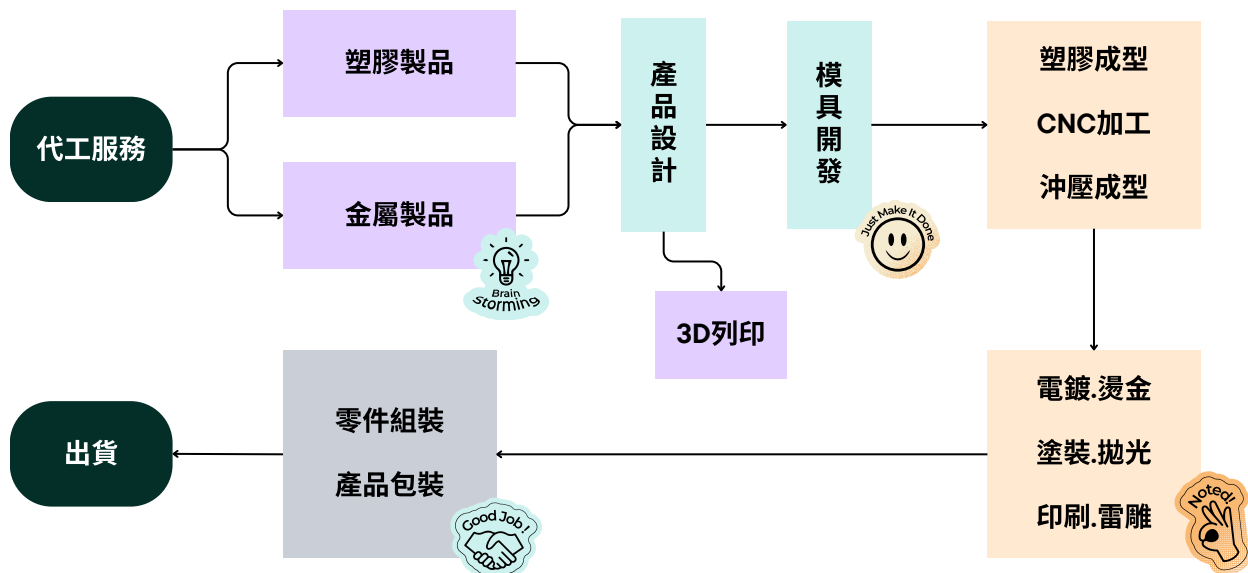 代工服務
塑膠製品
金屬製品
Brain
storming
產品設計
3D列印
模具開發
Just Make It Done
塑膠成型
CNC加工
沖壓成型
電鍍.燙金
塗裝.拋光
印刷.雷雕
Noted!
零件組裝
產品包裝
Good Job!
出貨